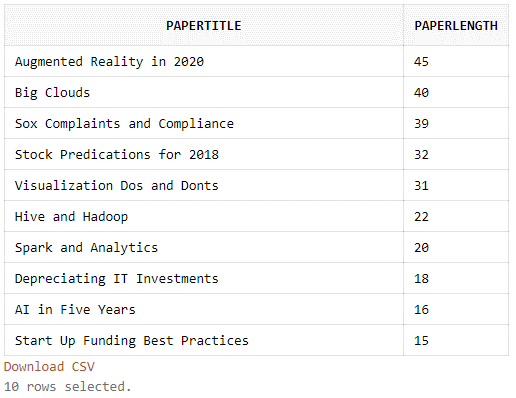 PAPERTITLE PAPERLENGTH
Augmented Reality in 2020 45
Big Clouds 40
Sox Complaints and Compliance 39
Stock Predications for 2018 32
Visualization Dos and Donts 31
Hive and Hadoop 22
Spark and Analytics 20
Depreciating IT Investments 18
AI in Five Years 16
Start Up Funding Best Practices 15
Download CSV
10 rows selected.